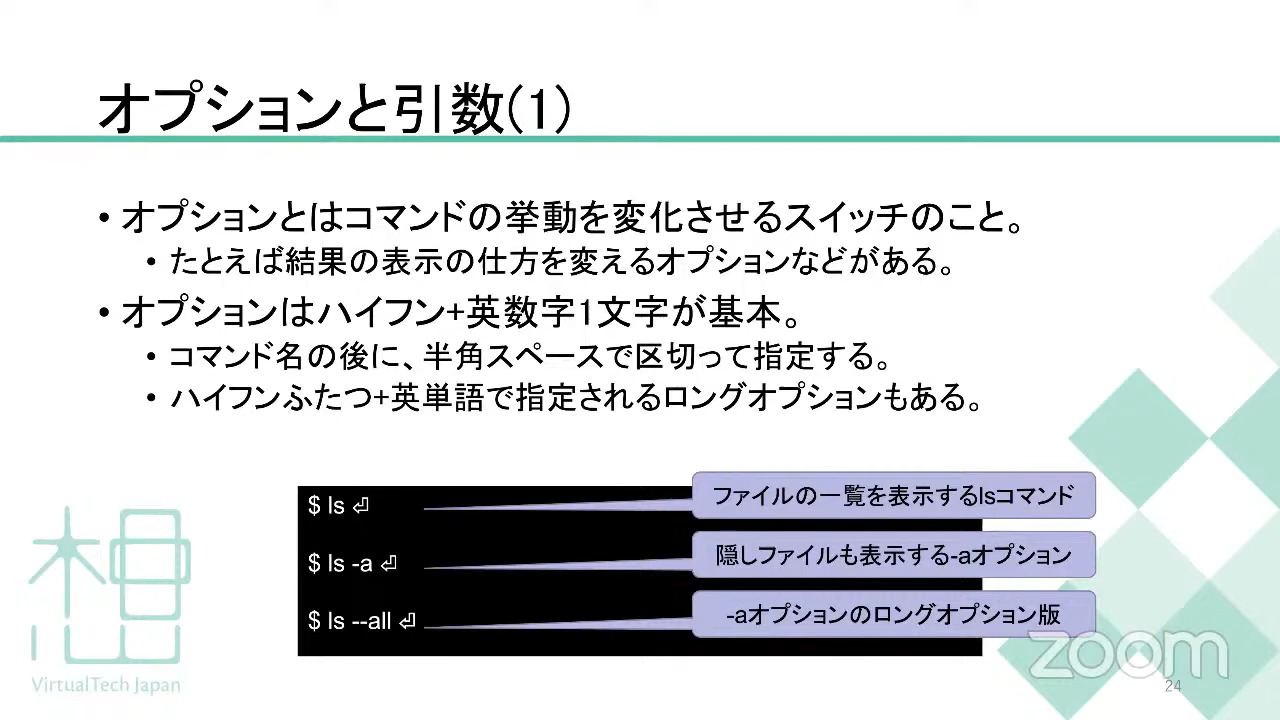 オプションと引数(1)
• オプションとはコマンドの挙動を変化させるスイッチのこと。
• たとえば結果の表示の仕方を変えるオプションなどがある。
• オプションはハイフン+英数字1文字が基本。
• コマンド名の後に、半角スペースで区切って指定する。
• ハイフンふたつ+英単語で指定されるロングオプションもある。
$ ls ⏎
ファイルの一覧を表示するlsコマンド
$ ls -a ⏎
隠しファイルも表示する-aオプション
$ ls --all ⏎
-aオプションのロングオプション版
VirtualTech Japan
zoom
24